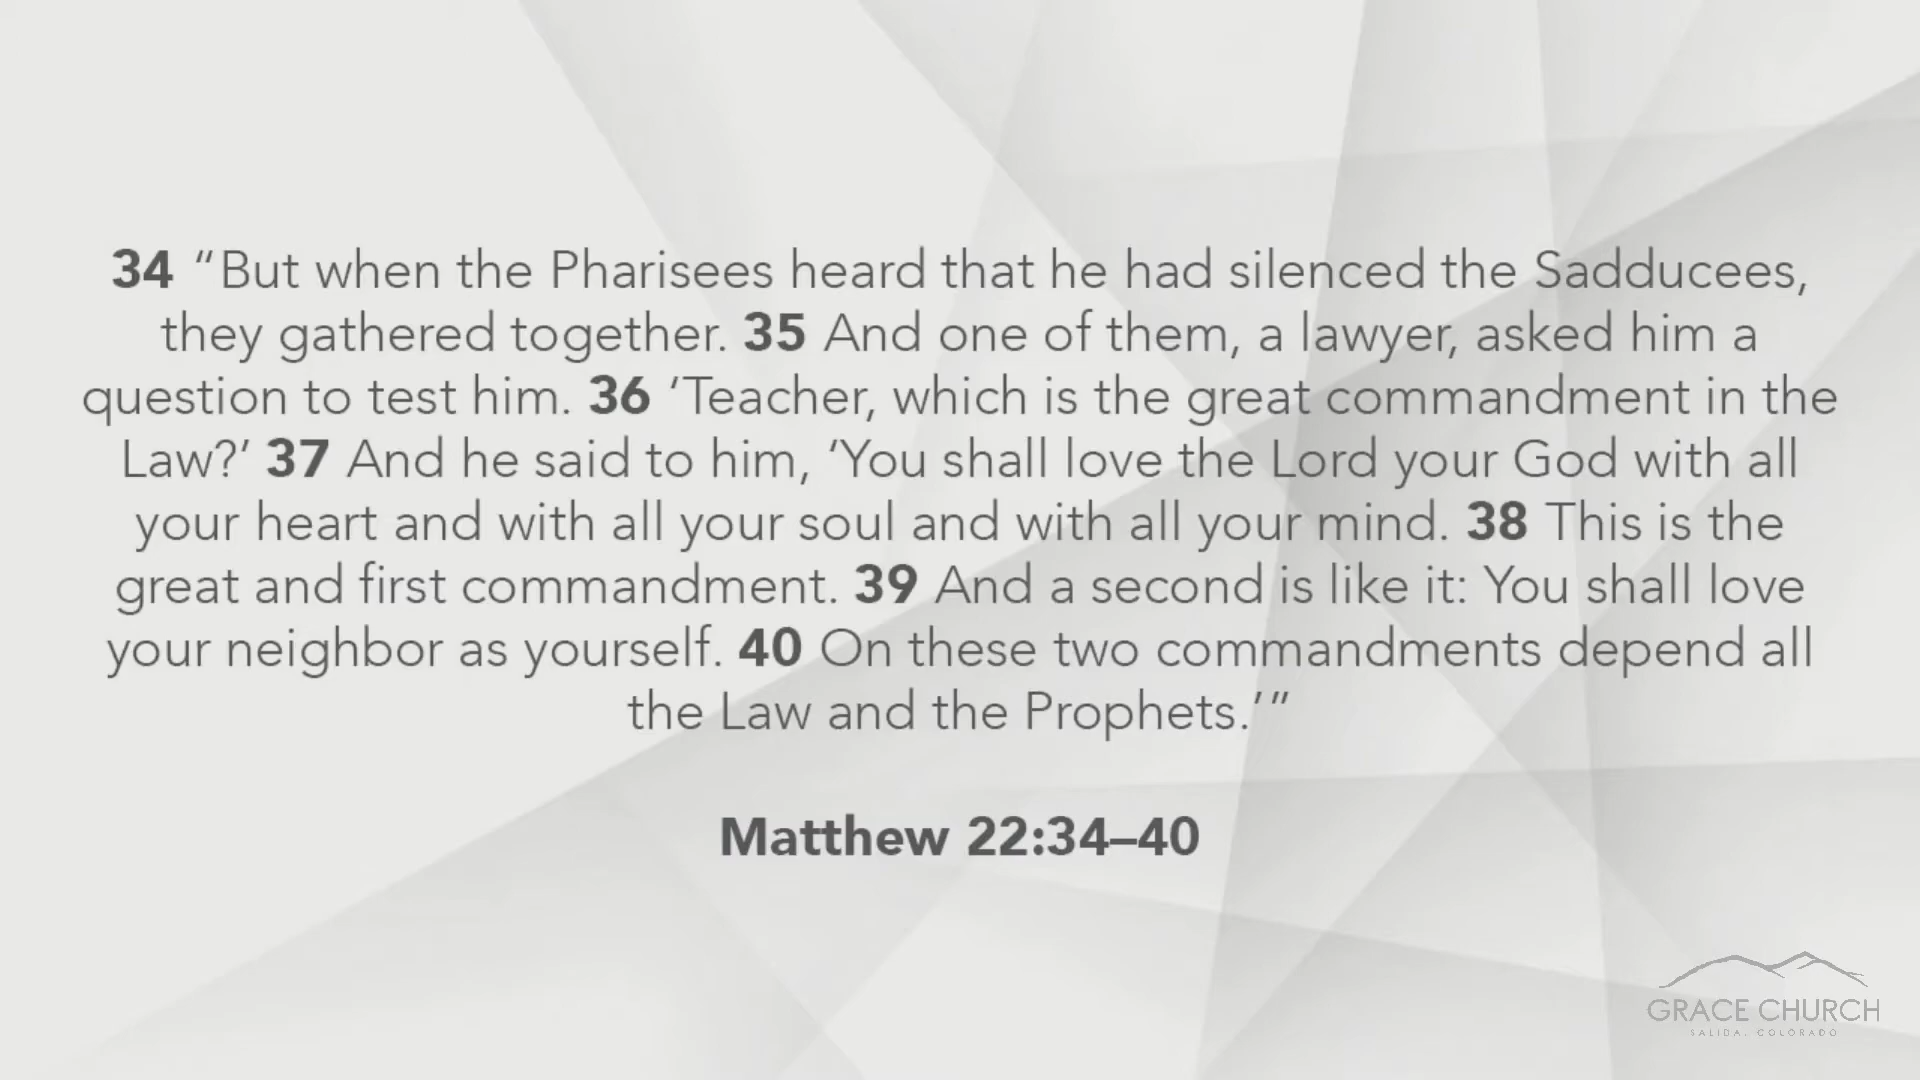 34 “But when the Pharisees heard that he had silenced the Sadducees,
they gathered together. 35 And one of them, a lawyer, asked him a
question to test him. 36 ‘Teacher, which is the great commandment in the
Law?’ 37 And he said to him, ‘You shall love the Lord your God with all
your heart and with all your soul and with all your mind. 38 This is the
great and first commandment. 39 And a second is like it: You shall love
your neighbor as yourself. 40 On these two commandments depend all
the Law and the Prophets.’”
Matthew 22:34–40
GRACE CHURCH
SALIDA, COLORADO